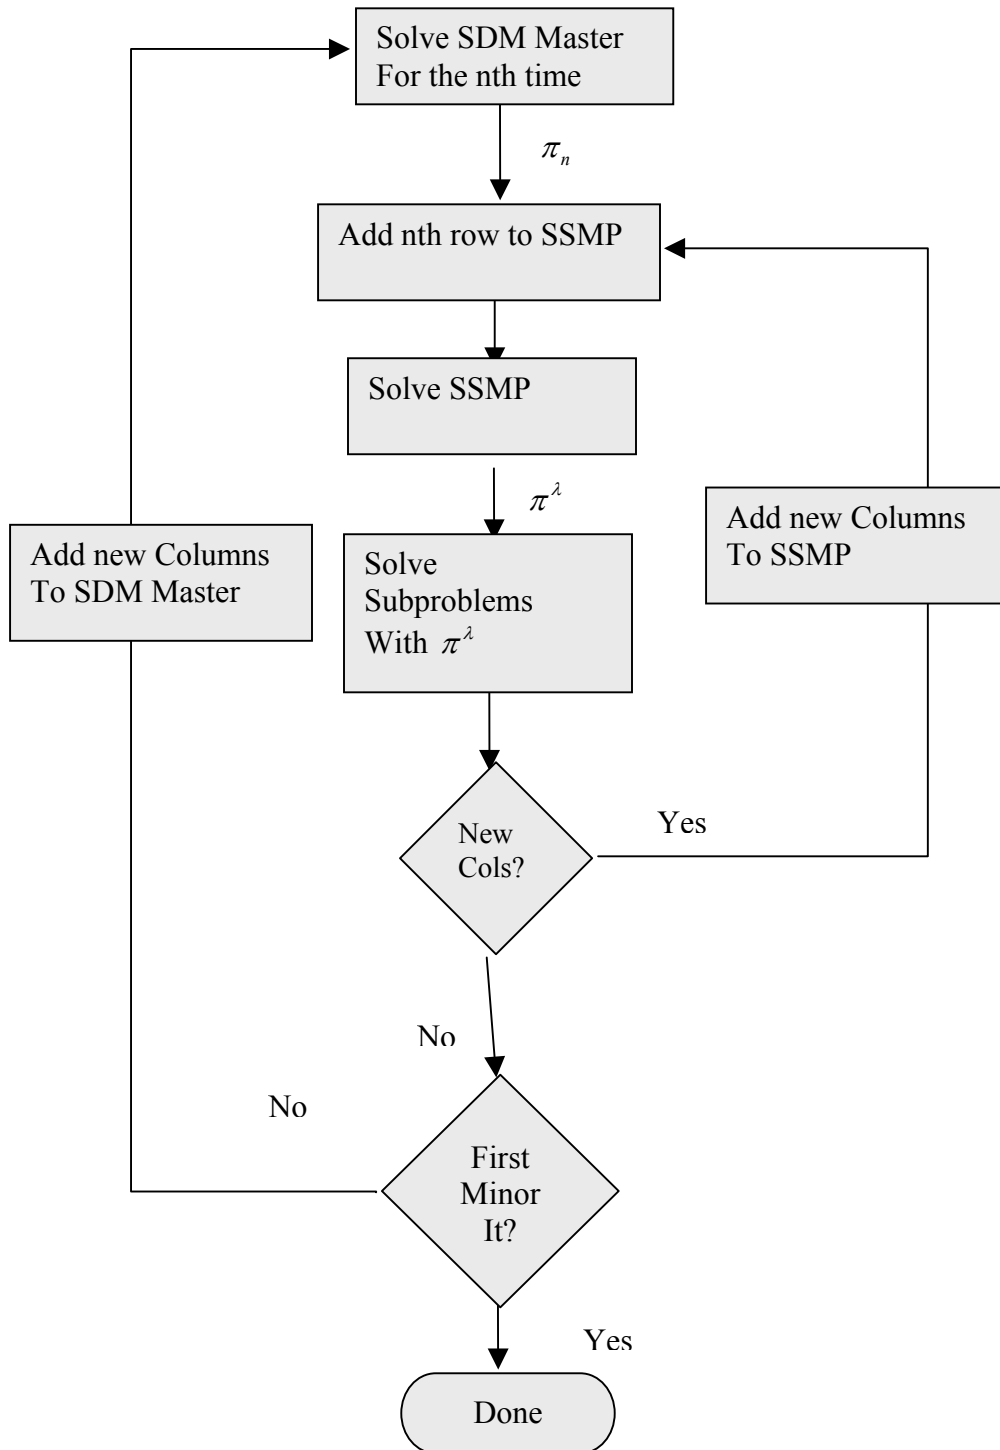 Solve SDM Master
For the nth time
πₙ
Add nth row to SSMP
Solve SSMP
π^λ
Add new Columns
To SSMP
Add new Columns
To SDM Master
Solve
Subproblems
With π^λ
New
Cols?
Yes
No
No
First
Minor
It?
Yes
Done